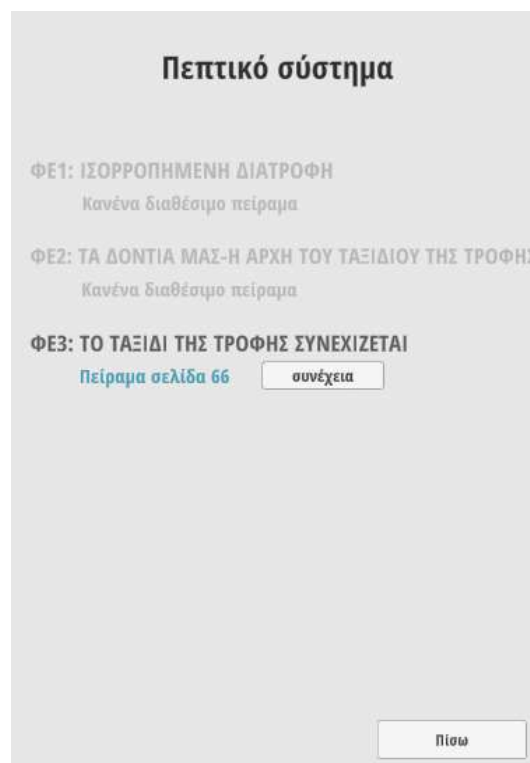 Πεπτικό σύστημα
ΦΕ1: ΙΣΟΡΡΟΠΗΜΕΝΗ ΔΙΑΤΡΟΦΗ
Κανένα διαθέσιμο πείραμα
ΦΕ2: ΤΑ ΔΟΝΤΙΑ ΜΑΣ-Η ΑΡΧΗ ΤΟΥ ΤΑΞΙΔΙΟΥ ΤΗΣ ΤΡΟΦΗΣ
Κανένα διαθέσιμο πείραμα
ΦΕ3: ΤΟ ΤΑΞΙΔΙ ΤΗΣ ΤΡΟΦΗΣ ΣΥΝΕΧΙΖΕΤΑΙ
Πείραμα σελίδα 66 συνέχεια
Πίσω